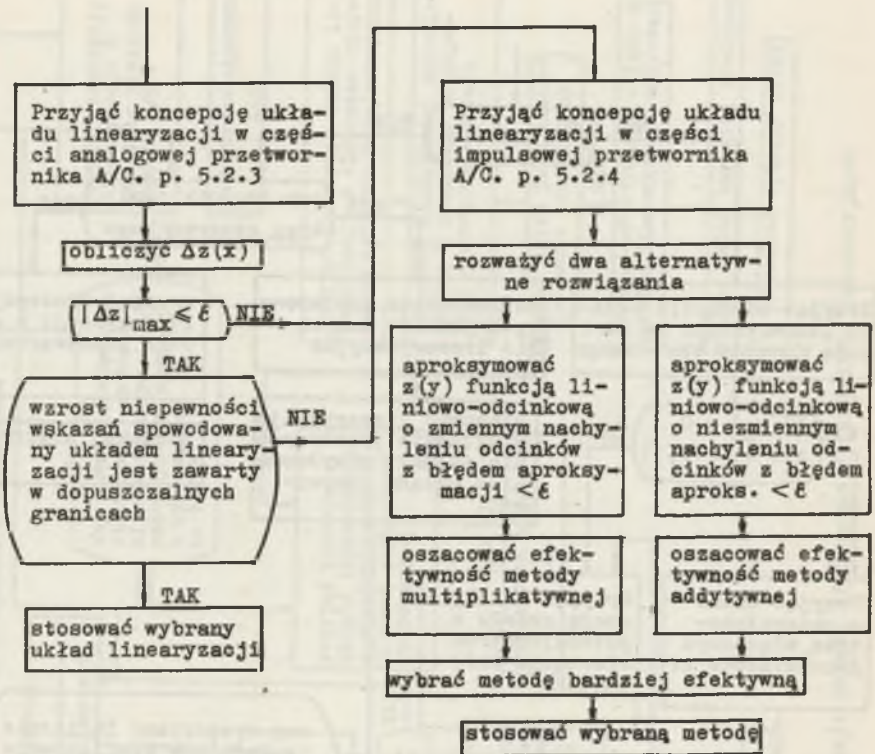 Przyjąć koncepcję ukła-
du linearyzacji w częś-
ci analogowej przetwor-
nika A/C. p. 5.2.3
obliczyć Δz(x)
|Δz|max ⩽ ε
NIE
TAK
wzrost niepewności
wskazań spowodowa-
ny układem lineary-
zacji jest zawarty
w dopuszczalnych
granicach
NIE
TAK
stosować wybrany
układ linearyzacji
Przyjąć koncepcję układu
linearyzacji w części
impulsowej przetwornika
A/C. p. 5.2.4
rozważyć dwa alternatyw-
ne rozwiązania
aproksymować
z(y) funkcją li-
niowo-odcinkową
o zmiennym nachy-
leniu odcinków
z błędem aproksy-
macji < ε
aproksymować
z(y) funkcją li-
niowo-odcinkową
o niezmiennym
nachyleniu od-
cinków z błędem
aproks. < ε
oszacować efek-
tywność metody
multiplikatywnej
oszacować efek-
tywność metody
addytywnej
wybrać metodę bardziej efektywną
stosować wybraną metodę